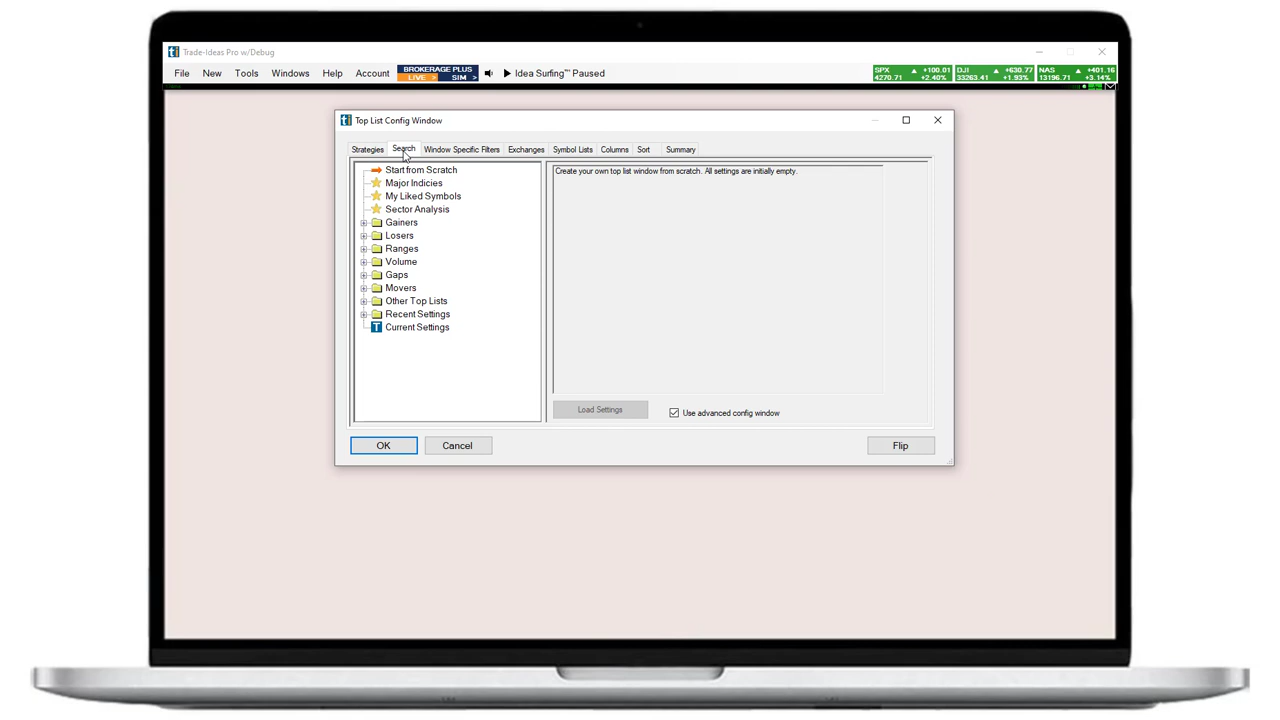 Trade-Ideas Pro w/Debug
File New Tools Windows Help Account BROKERAGE PLUS LIVE > SIM > Idea Surfing℠ Paused
SPX +100.01 4270.71 +2.40%
DJI +630.77 33263.41 +1.93%
NAS +401.16 13196.71 +3.14%
Top List Config Window
Strategies Search Window Specific Filters Exchanges Symbol Lists Columns Sort Summary
Start from Scratch
Major Indicies
My Liked Symbols
Sector Analysis
Gainers
Losers
Ranges
Volume
Gaps
Movers
Other Top Lists
Recent Settings
Current Settings
Create your own top list window from scratch. All settings are initially empty.
Load Settings
Use advanced config window
OK Cancel Flip